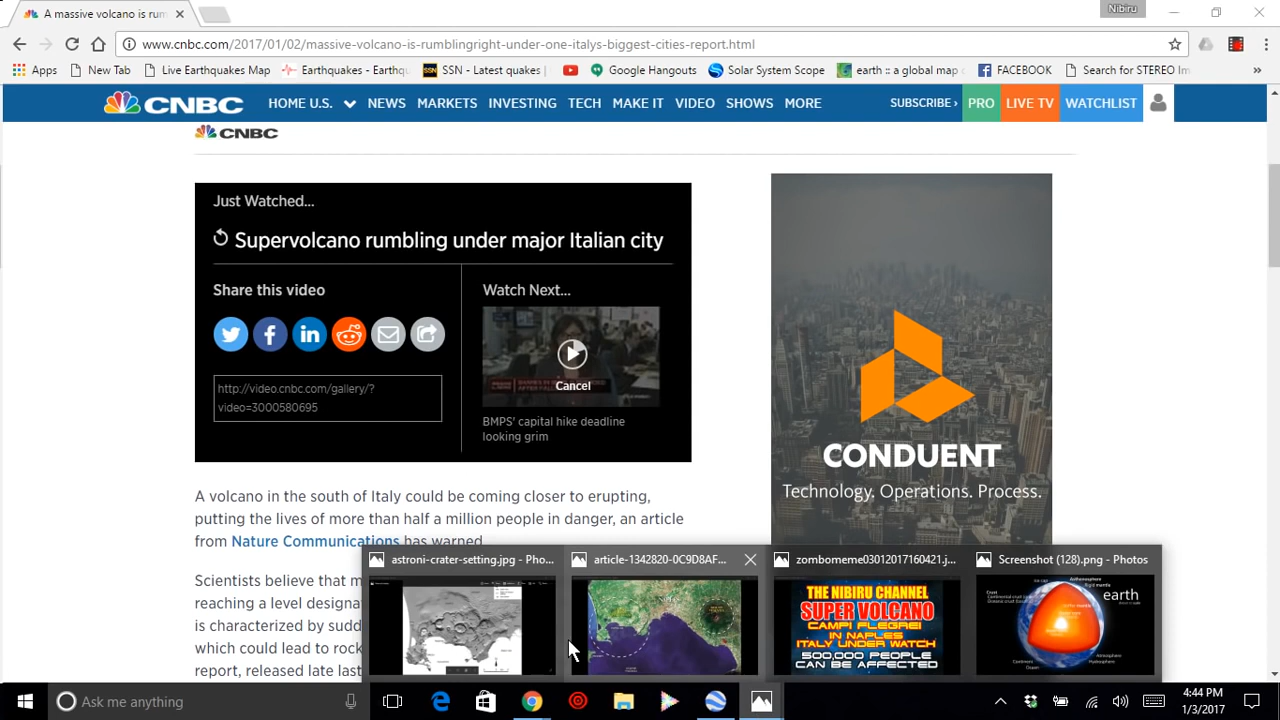 A massive volcano is rum
Nibiru
www.cnbc.com/2017/01/02/massive-volcano-is-rumblingright-under-one-italys-biggest-cities-report.html
Apps New Tab Live Earthquakes Map Earthquakes - Earthqu SSN - Latest quakes Google Hangouts Solar System Scope earth :: a global map o FACEBOOK Search for STEREO Im »
CNBC HOME U.S. NEWS MARKETS INVESTING TECH MAKE IT VIDEO SHOWS MORE SUBSCRIBE › PRO LIVE TV WATCHLIST
CNBC
Just Watched...
Supervolcano rumbling under major Italian city
Share this video
http://video.cnbc.com/gallery/?
video=3000580695
Watch Next...
Cancel
BMPS' capital hike deadline
looking grim
CONDUENT
Technology. Operations. Process.
A volcano in the south of Italy could be coming closer to erupting,
putting the lives of more than half a million people in danger, an article
from Nature Communications has warned.
Scientists believe that m
reaching a level designa
is characterized by sudd
which could lead to rock
report, released late last
astroni-crater-setting.jpg - Pho...
article-1342820-0C9D8AF...
zombomeme03012017160421.j...
Screenshot (128).png - Photos
THE NIBIRU CHANNEL
SUPER VOLCANO
CAMPI FLEGREI
IN NAPLES
ITALY UNDER WATCH
500,000 PEOPLE
CAN BE AFFECTED
earth
Ask me anything
4:44 PM
1/3/2017